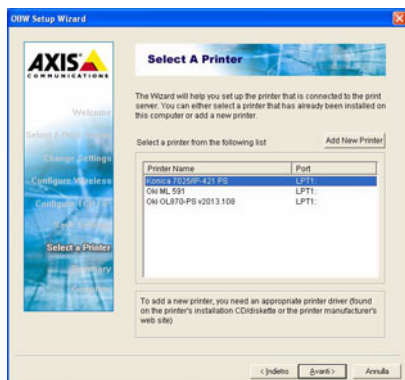 OBW Setup Wizard
AXIS
COMMUNICATIONS
Select A Printer
The Wizard will help you set up the printer that is connected to the print
server. You can either select a printer that has already been installed on
this computer or add a new printer.
Welcome
Select a printer from the following list
Add New Printer
Change Settings
Configure Wireless
Select a Printer
Printer Name Port
Konica 7025/IP-421 PS LPT1:
Oki ML 591 LPT1:
Oki OL870-PS v2013.108 LPT1:
To add a new printer, you need an appropriate printer driver (found
on the printer's installation CD/diskette or the printer manufacturer's
web site)
< Indietro
Avanti >
Annulla